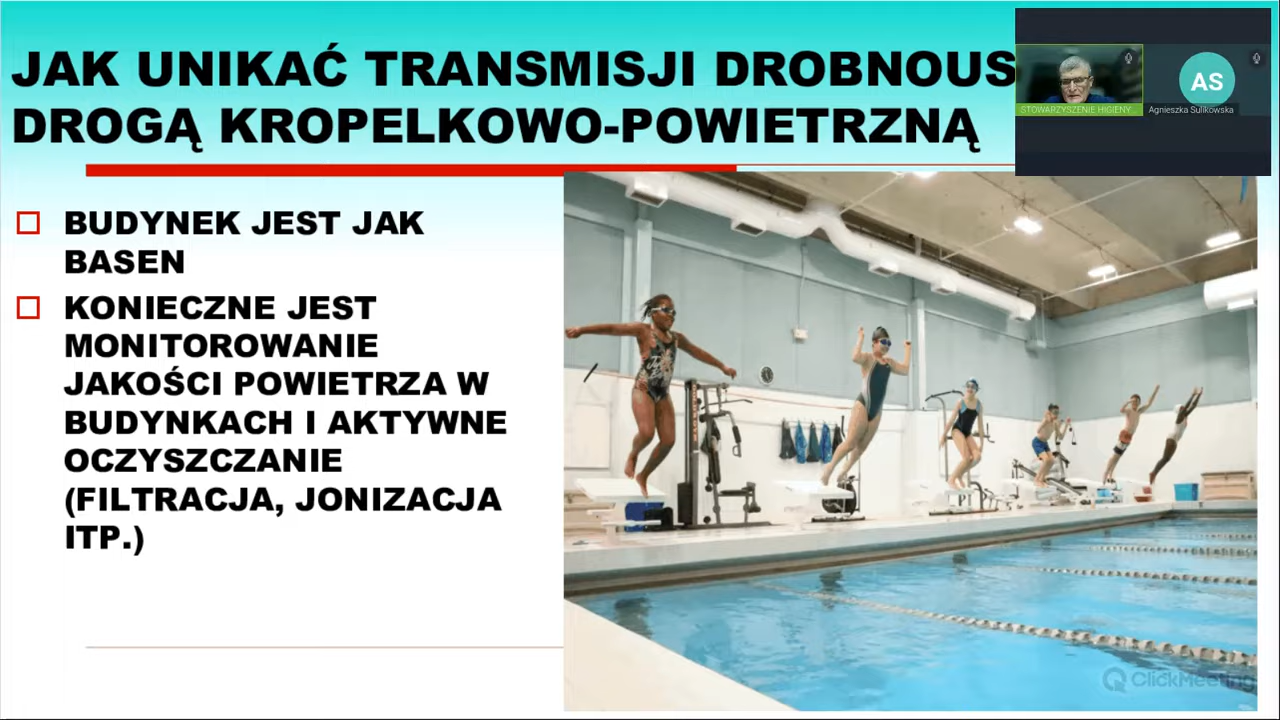 JAK UNIKAĆ TRANSMISJI DROBNOUS
DROGĄ KROPELKOWO-POWIETRZNĄ
AS
STOWARZYSZENIE HIGIENY
Agnieszka Sulikowska
BUDYNEK JEST JAK
BASEN
KONIECZNE JEST
MONITOROWANIE
JAKOŚCI POWIETRZA W
BUDYNKACH I AKTYWNE
OCZYSZCZANIE
(FILTRACJA, JONIZACJA
ITP.)
ClickMeeting